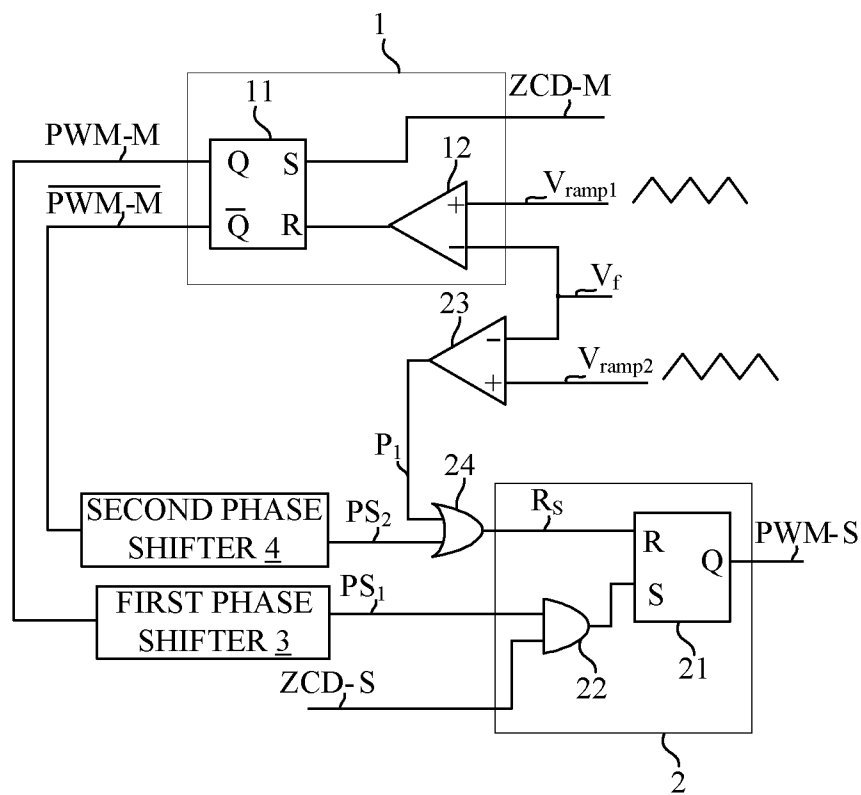 1
11
ZCD-M
PWM-M
Q
S
12
+
V_ramp1
P̅W̅M̅-̅M̅
Q̅
R
−
V_f
23
−
V_ramp2
+
P_1
24
SECOND PHASE
SHIFTER 4
PS_2
R_S
R
Q
PWM-S
FIRST PHASE
SHIFTER 3
PS_1
S
22
21
ZCD-S
2